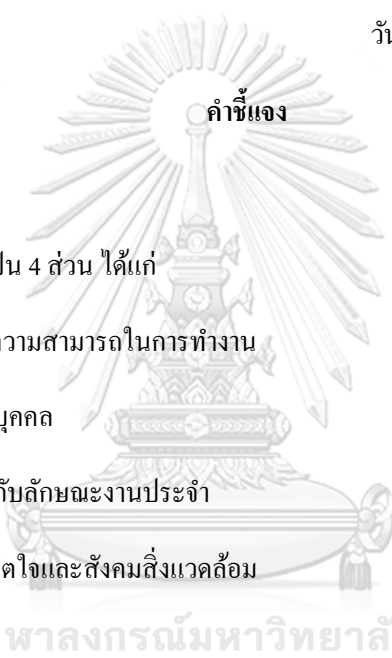 วัน
คำชี้แจง
ป็น 4 ส่วน ได้แก่
ความสามารถในการทำงาน
บุคคล
กับลักษณะงานประจำ
ตใจและสังคมสิ่งแวดล้อม
หาลงกรณ์มหาวิทยาลั